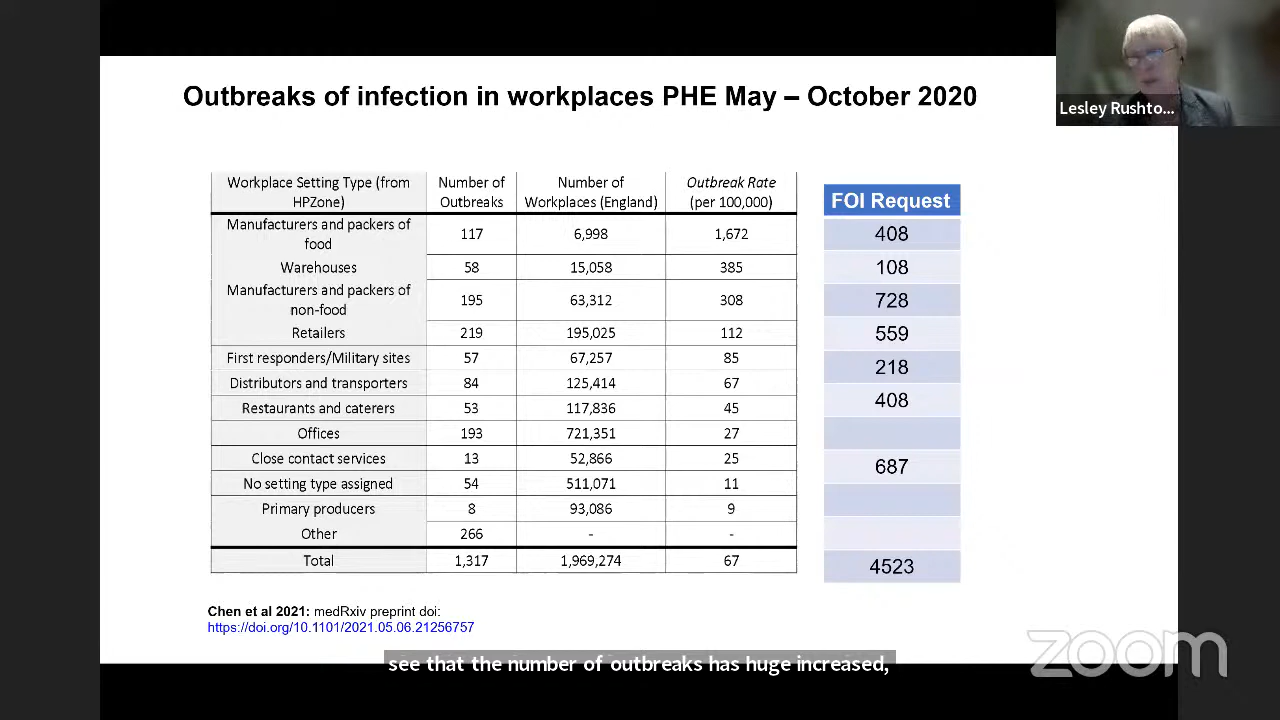 Outbreaks of infection in workplaces PHE May – October 2020
Lesley Rushto...
Workplace Setting Type (from HPZone) Number of Outbreaks Number of Workplaces (England) Outbreak Rate (per 100,000)
Manufacturers and packers of food 117 6,998 1,672
Warehouses 58 15,058 385
Manufacturers and packers of non-food 195 63,312 308
Retailers 219 195,025 112
First responders/Military sites 57 67,257 85
Distributors and transporters 84 125,414 67
Restaurants and caterers 53 117,836 45
Offices 193 721,351 27
Close contact services 13 52,866 25
No setting type assigned 54 511,071 11
Primary producers 8 93,086 9
Other 266 - -
Total 1,317 1,969,274 67
FOI Request
408
108
728
559
218
408
687
4523
Chen et al 2021: medRxiv preprint doi:
https://doi.org/10.1101/2021.05.06.21256757
see that the number of outbreaks has huge increased,
zoom